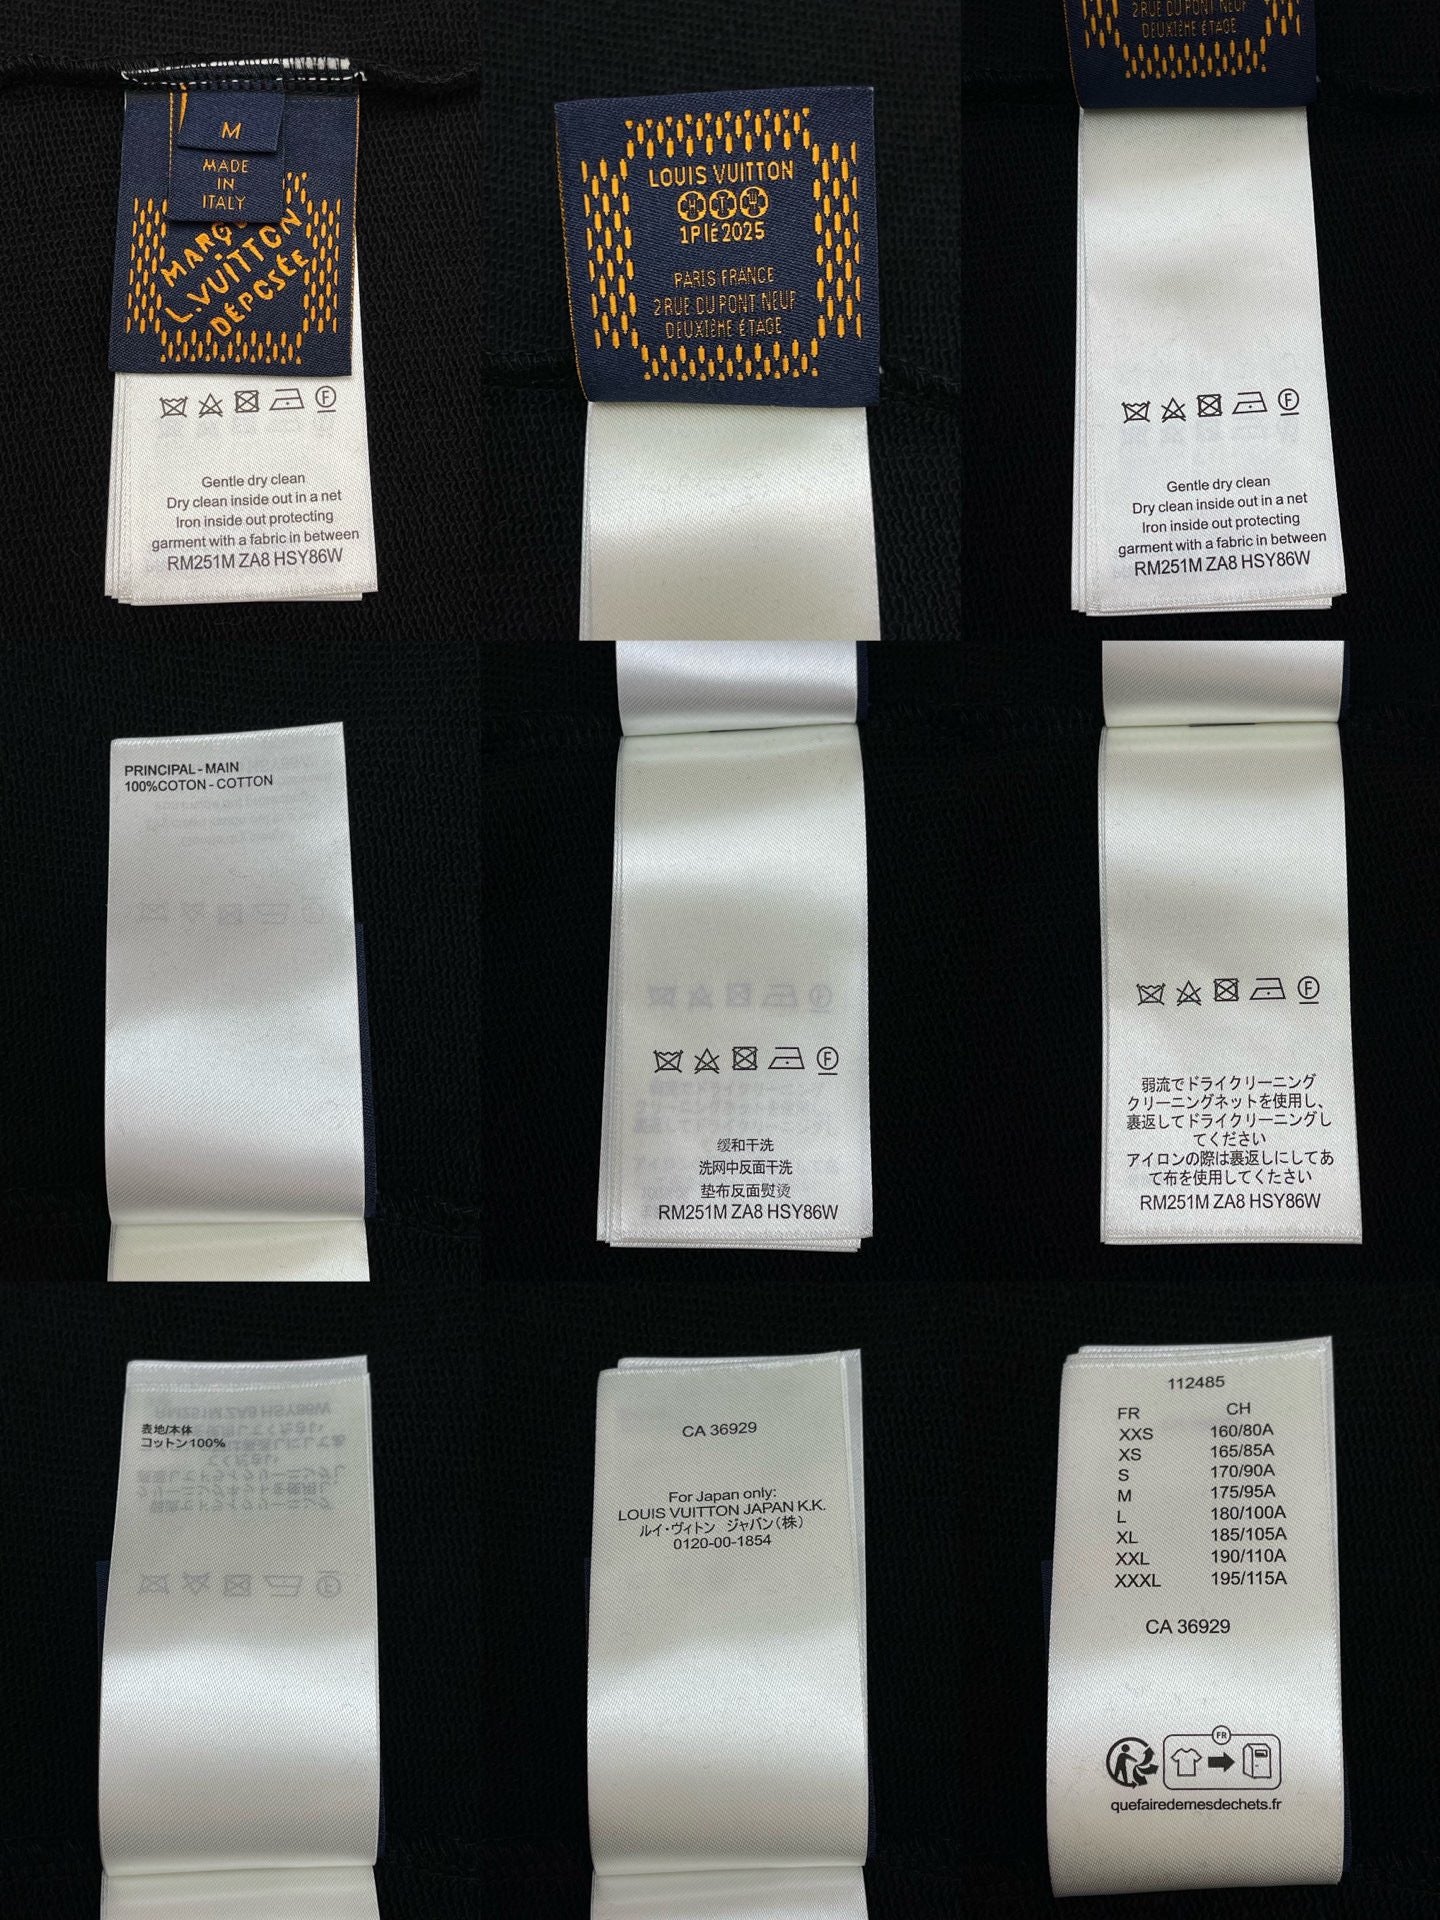 M
MADE
IN
ITALY
MARQUE
L.VUITTON
DÉPOSÉE
Gentle dry clean
Dry clean inside out in a net
Iron inside out protecting
garment with a fabric in between
RM251M ZA8 HSY86W
LOUIS VUITTON
1Plé2025
PARIS FRANCE
2 RUE DU PONT NEUF
DEUXIÈME ÉTAGE
2 RUE DU PONT NEUF
DEUXIÈME ÉTAGE
F
Gentle dry clean
Dry clean inside out in a net
Iron inside out protecting
garment with a fabric in between
RM251M ZA8 HSY86W
PRINCIPAL - MAIN
100%COTON - COTTON
F
缓和干洗
洗网中反面干洗
垫布反面熨烫
RM251M ZA8 HSY86W
F
弱流でドライクリーニング
クリーニングネットを使用し、
裏返してドライクリーニングし
てください
アイロンの際は裏返しにしてあ
て布を使用してください
RM251M ZA8 HSY86W
表地/本体
コットン100%
CA 36929
For Japan only:
LOUIS VUITTON JAPAN K.K.
ルイ・ヴィトン ジャパン(株)
0120-00-1854
112485
FR CH
XXS 160/80A
XS 165/85A
S 170/90A
M 175/95A
L 180/100A
XL 185/105A
XXL 190/110A
XXXL 195/115A
CA 36929
FR
quefairedemesdechets.fr